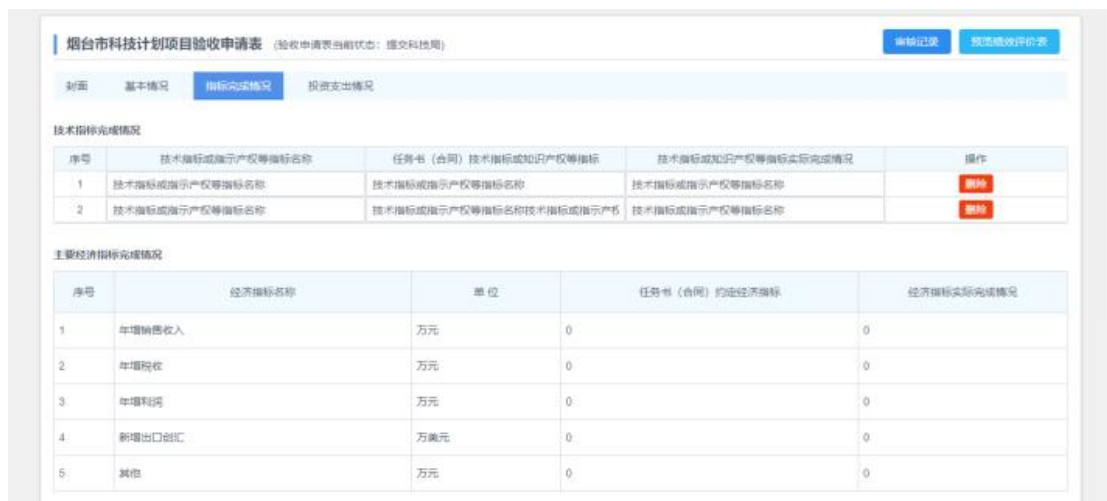 烟台市科技计划项目验收申请表 (验收申请表当前状态：提交科技局) 审核记录 预览绩效评价表
封面 基本情况 指标完成情况 投资支出情况
技术指标完成情况
序号 技术指标或指示产权等指标名称 任务书（合同）技术指标或知识产权等指标 技术指标或知识产权等指标实际完成情况 操作
1 技术指标或指示产权等指标名称 技术指标或指示产权等指标名称 技术指标或指示产权等指标名称 删除
2 技术指标或指示产权等指标名称 技术指标或指示产权等指标名称技术指标或指示产 技术指标或指示产权等指标名称 删除
主要经济指标完成情况
序号 经济指标名称 单位 任务书（合同）约定经济指标 经济指标实际完成情况
1 年增销售收入 万元 0 0
2 年增税收 万元 0 0
3 年增利润 万元 0 0
4 新增出口创汇 万美元 0 0
5 其他 万元 0 0